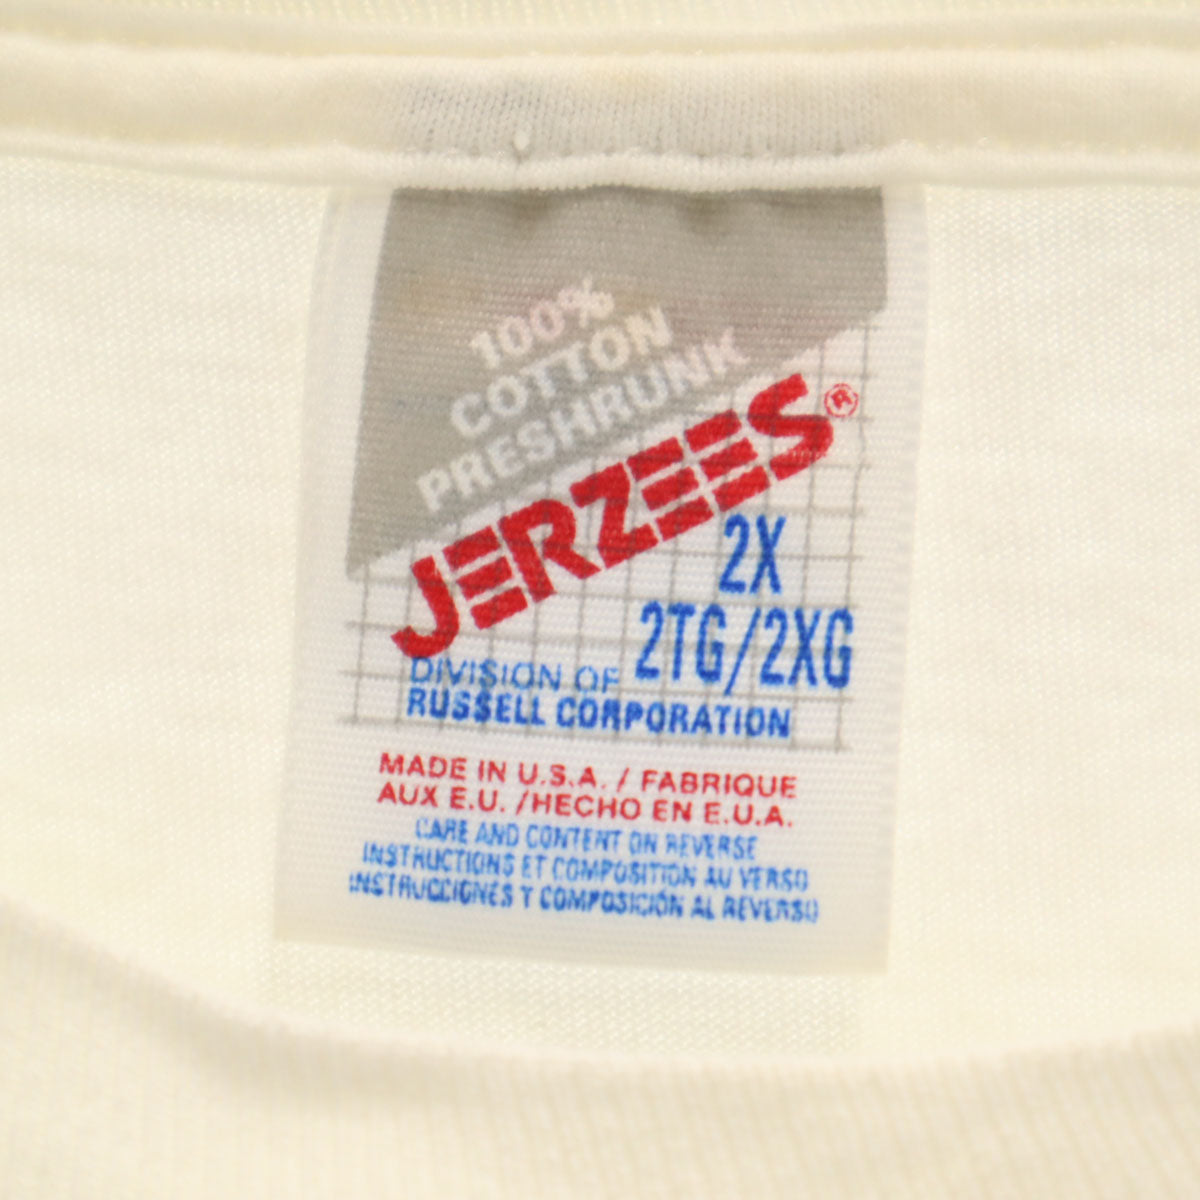 100%
COTTON
PRESHRUNK
JERZEES®
2X
2TG/2XG
DIVISION OF
RUSSELL CORPORATION
MADE IN U.S.A. / FABRIQUE
AUX E.U. /HECHO EN E.U.A.
CARE AND CONTENT ON REVERSE
INSTRUCTIONS ET COMPOSITION AU VERSO
INSTRUCCIONES Y COMPOSICIÓN AL REVERSO